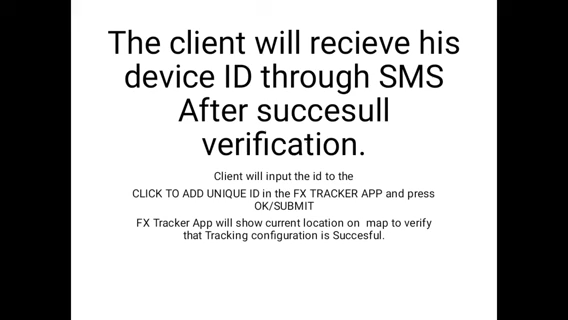 The client will recieve his
device ID through SMS
After succesull
verification.
Client will input the id to the
CLICK TO ADD UNIQUE ID in the FX TRACKER APP and press
OK/SUBMIT
FX Tracker App will show current location on  map to verify
that Tracking configuration is Succesful.